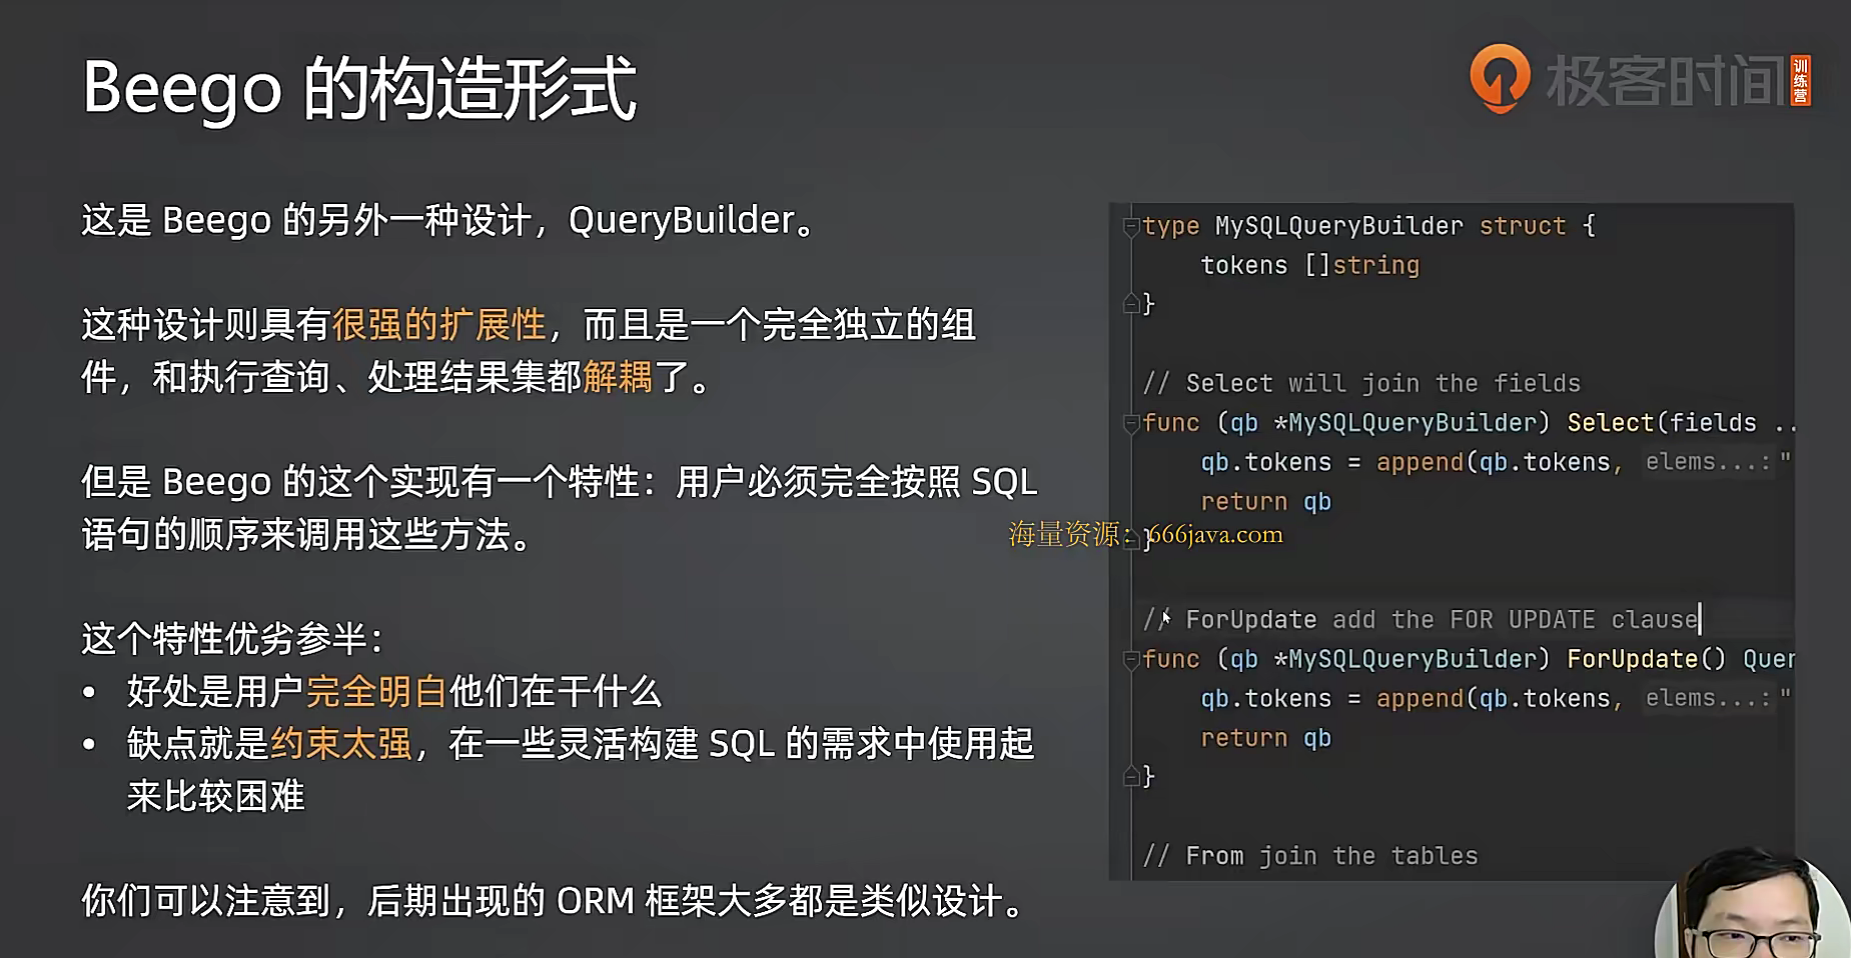 Beego 的构造形式
极客时间
训练营
这是 Beego 的另外一种设计，QueryBuilder。
这种设计则具有很强的扩展性，而且是一个完全独立的组
件，和执行查询、处理结果集都解耦了。
但是 Beego 的这个实现有一个特性：用户必须完全按照 SQL
语句的顺序来调用这些方法。
这个特性优劣参半：
• 好处是用户完全明白他们在干什么
• 缺点就是约束太强，在一些灵活构建 SQL 的需求中使用起
来比较困难
你们可以注意到，后期出现的 ORM 框架大多都是类似设计。
type MySQLQueryBuilder struct {
tokens []string
}
// Select will join the fields
func (qb *MySQLQueryBuilder) Select(fields ..
qb.tokens = append(qb.tokens, elems...: "
return qb
}
海量资源：666java.com
// ForUpdate add the FOR UPDATE clause
func (qb *MySQLQueryBuilder) ForUpdate() Quer
qb.tokens = append(qb.tokens, elems...: "
return qb
}
// From join the tables